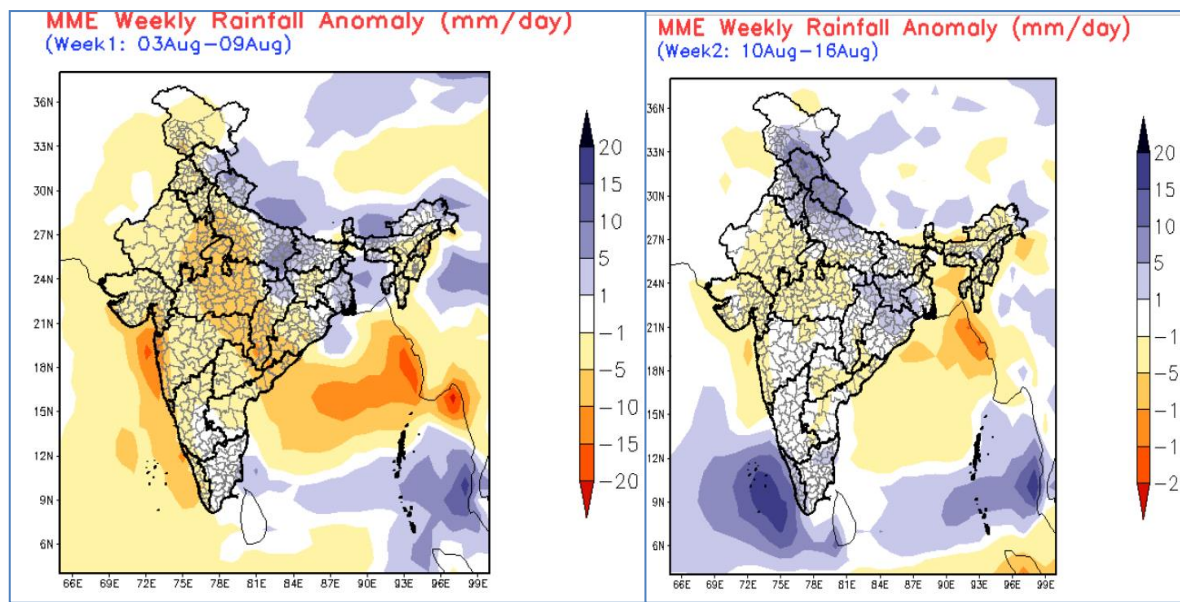 MME Weekly Rainfall Anomaly (mm/day)
(Week1: 03Aug-09Aug)
36N
33N
30N
27N
24N
21N
18N
15N
12N
9N
6N
66E 69E 72E 75E 78E 81E 84E 87E 90E 93E 96E 99E
20
15
10
5
1
-1
-5
-10
-15
-20
MME Weekly Rainfall Anomaly (mm/day)
(Week2: 10Aug-16Aug)
36N
33N
30N
27N
24N
21N
18N
15N
12N
9N
6N
66E 69E 72E 75E 78E 81E 84E 87E 90E 93E 96E 99E
20
15
10
5
1
-1
-5
-1
-1
-2